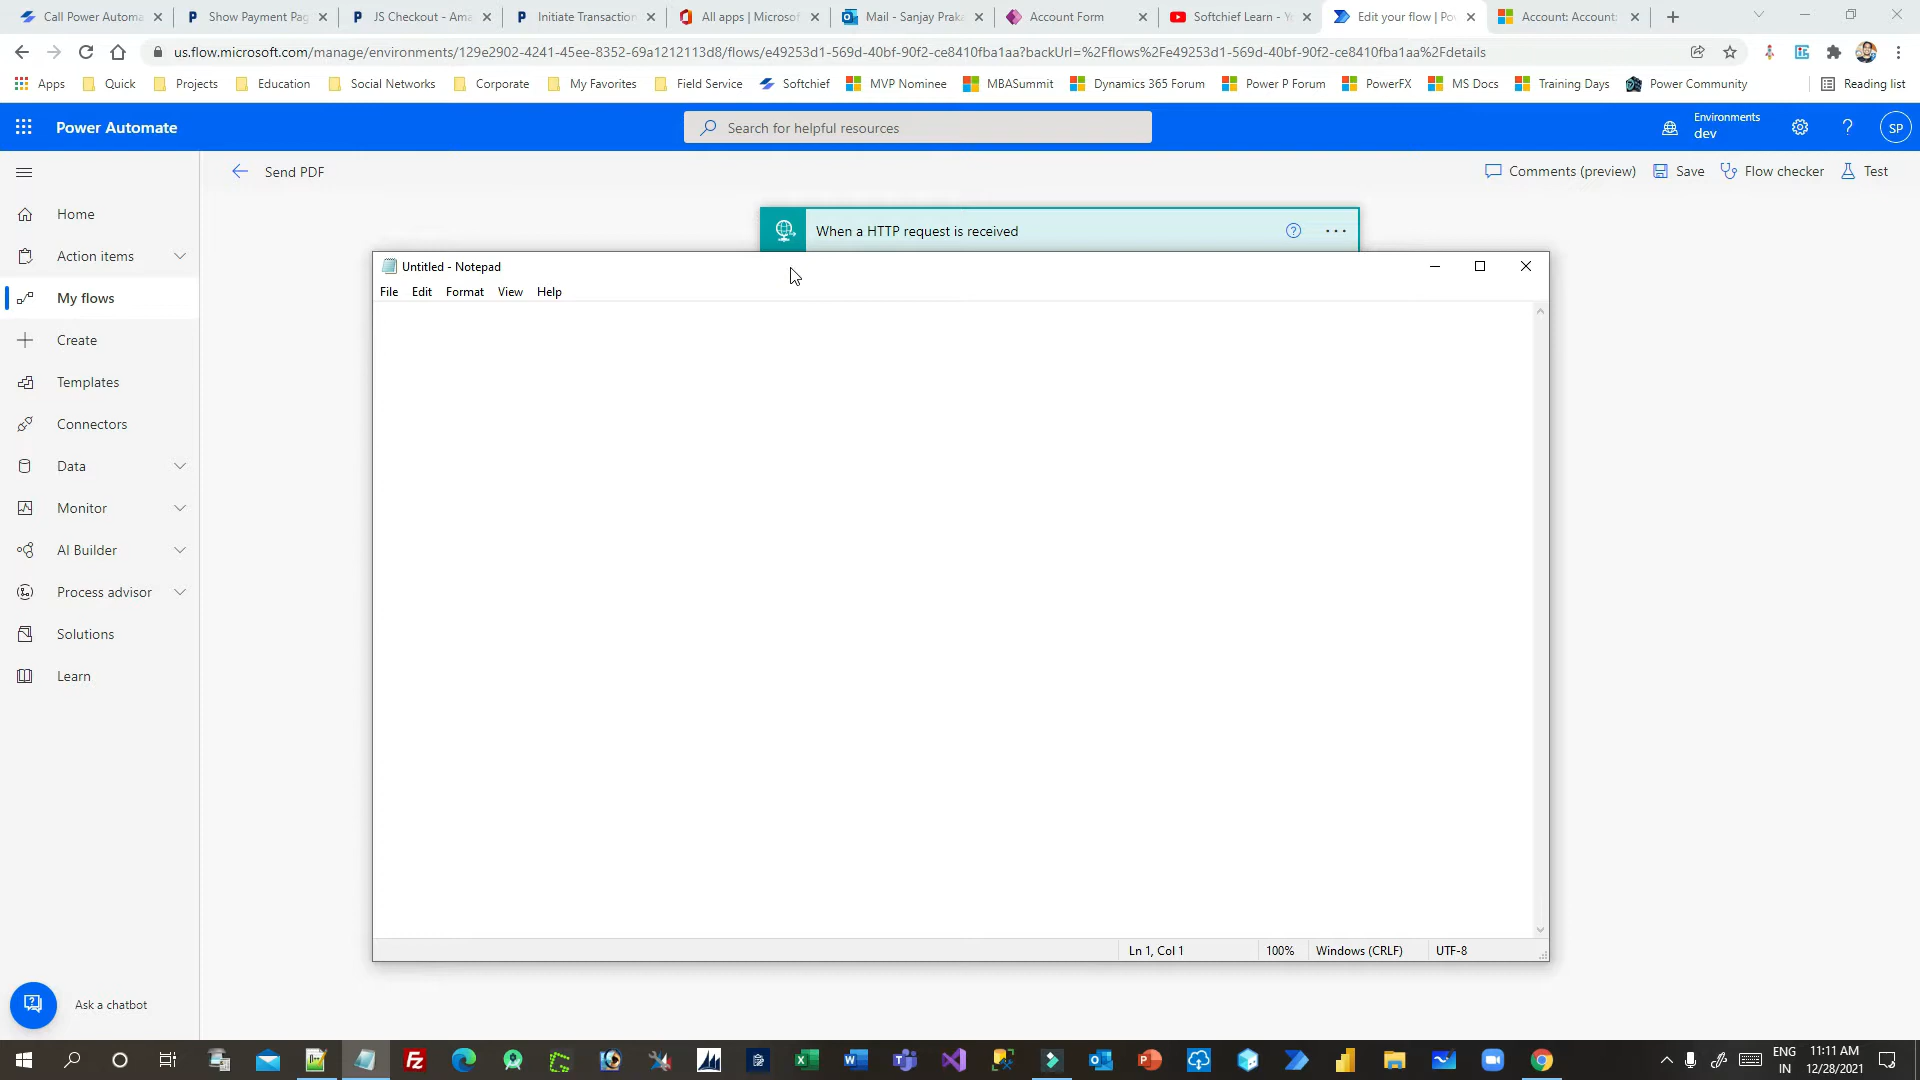 Call Power Automa
Show Payment Pag
JS Checkout - Ama
Initiate Transaction
All apps | Microsof
Mail - Sanjay Prak
Account Form
Softchief Learn - Yo
Edit your flow | Po
Account: Account:
us.flow.microsoft.com/manage/environments/129e2902-4241-45ee-8352-69a1212113d8/flows/e49253d1-569d-40bf-90f2-ce8410fba1aa?backUrl=%2Fflows%2Fe49253d1-569d-40bf-90f2-ce8410fba1aa%2Fdetails
Apps Quick Projects Education Social Networks Corporate My Favorites Field Service Softchief MVP Nominee MBASummit Dynamics 365 Forum Power P Forum PowerFX MS Docs Training Days Power Community Reading list
Power Automate
Search for helpful resources
Environments
dev
SP
Send PDF
Comments (preview) Save Flow checker Test
Home
Action items
My flows
Create
Templates
Connectors
Data
Monitor
AI Builder
Process advisor
Solutions
Learn
Ask a chatbot
When a HTTP request is received
Untitled - Notepad
File Edit Format View Help
Ln 1, Col 1 100% Windows (CRLF) UTF-8
ENG
IN
11:11 AM
12/28/2021